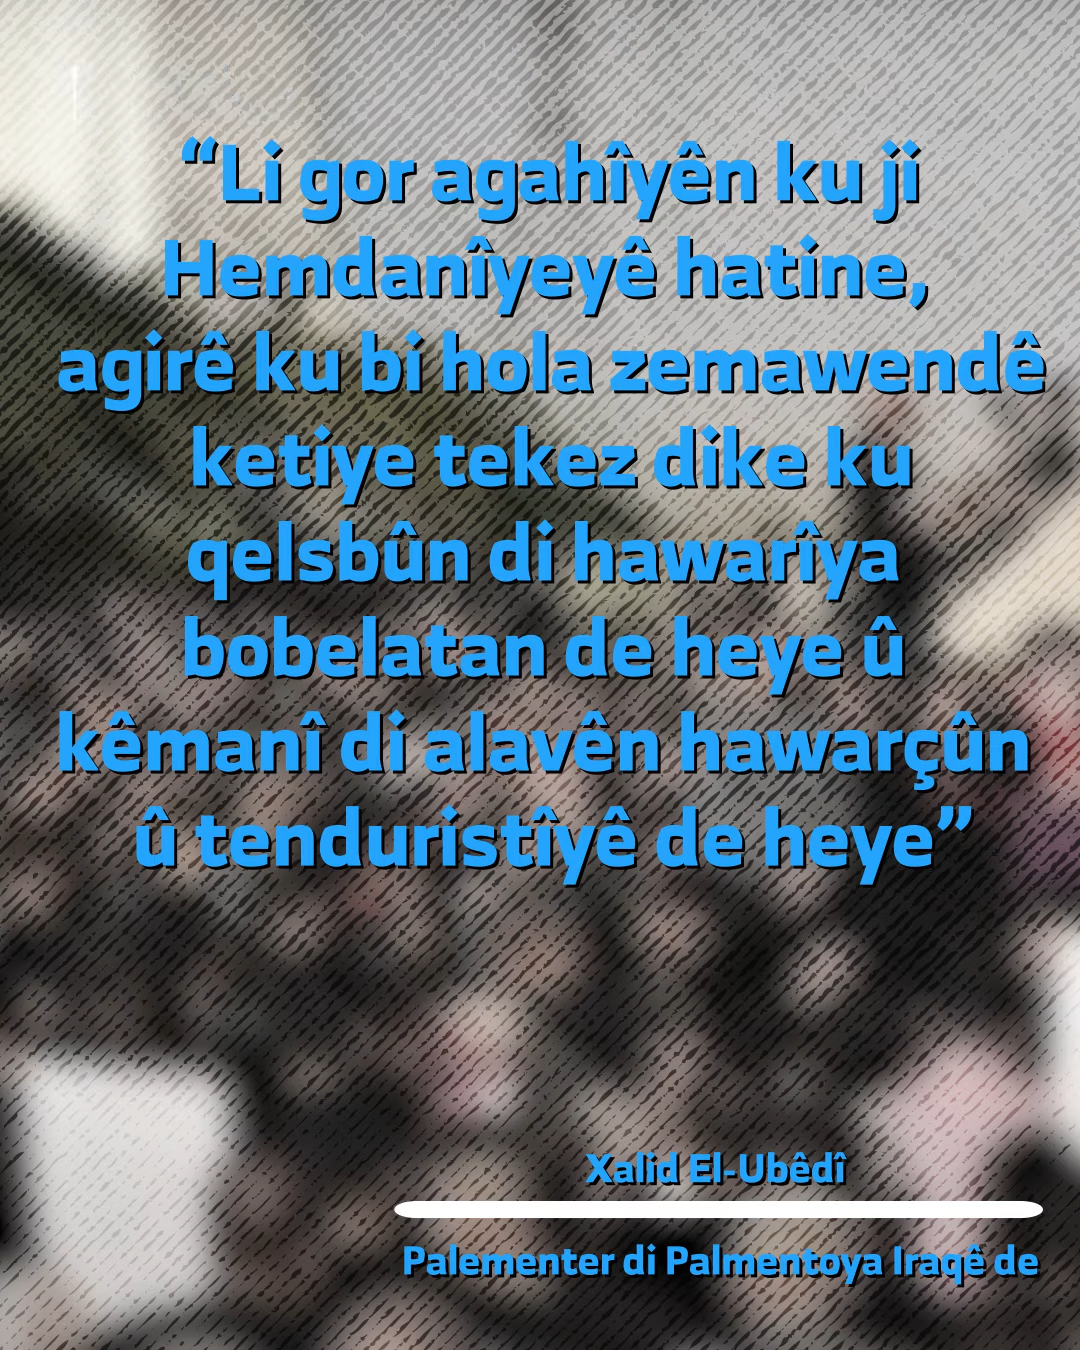 “Li gor agahîyên ku ji
Hemdanîyeyê hatine,
agirê ku bi hola zemawendê
ketiye tekez dike ku
qelsbûn di hawarîya
bobelatan de heye û
kêmanî di alavên hawarçûn
û tenduristîyê de heye”
Xalid El-Ubêdî
Palementer di Palmentoya Iraqê de